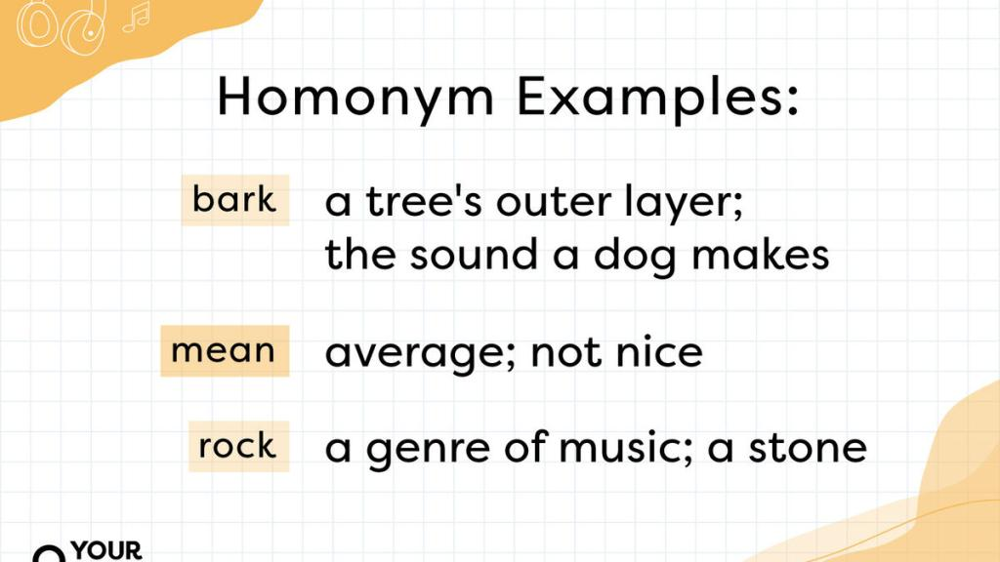 Homonym Examples:
bark a tree's outer layer;
the sound a dog makes
mean average; not nice
rock a genre of music; a stone
YOUR